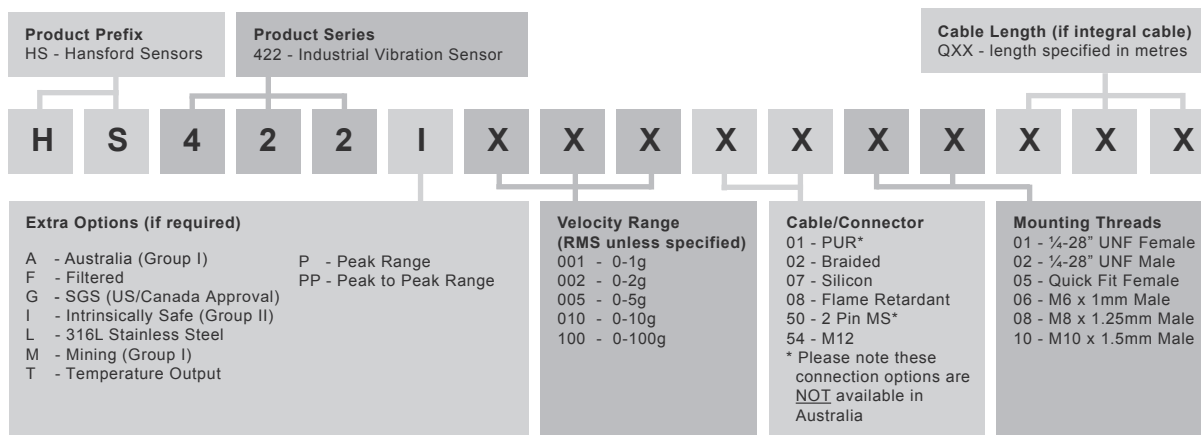 Product Prefix
HS - Hansford Sensors
Product Series
422 - Industrial Vibration Sensor
Cable Length (if integral cable)
QXX - length specified in metres
H S 4 2 2 I X X X X X X X X X X
Extra Options (if required)
A - Australia (Group I)
F - Filtered
G - SGS (US/Canada Approval)
I - Intrinsically Safe (Group II)
L - 316L Stainless Steel
M - Mining (Group I)
T - Temperature Output
P - Peak Range
PP - Peak to Peak Range
Velocity Range
(RMS unless specified)
001 - 0-1g
002 - 0-2g
005 - 0-5g
010 - 0-10g
100 - 0-100g
Cable/Connector
01 - PUR*
02 - Braided
07 - Silicon
08 - Flame Retardant
50 - 2 Pin MS*
54 - M12
* Please note these
connection options are
NOT available in
Australia
Mounting Threads
01 - ¼-28” UNF Female
02 - ¼-28” UNF Male
05 - Quick Fit Female
06 - M6 x 1mm Male
08 - M8 x 1.25mm Male
10 - M10 x 1.5mm Male